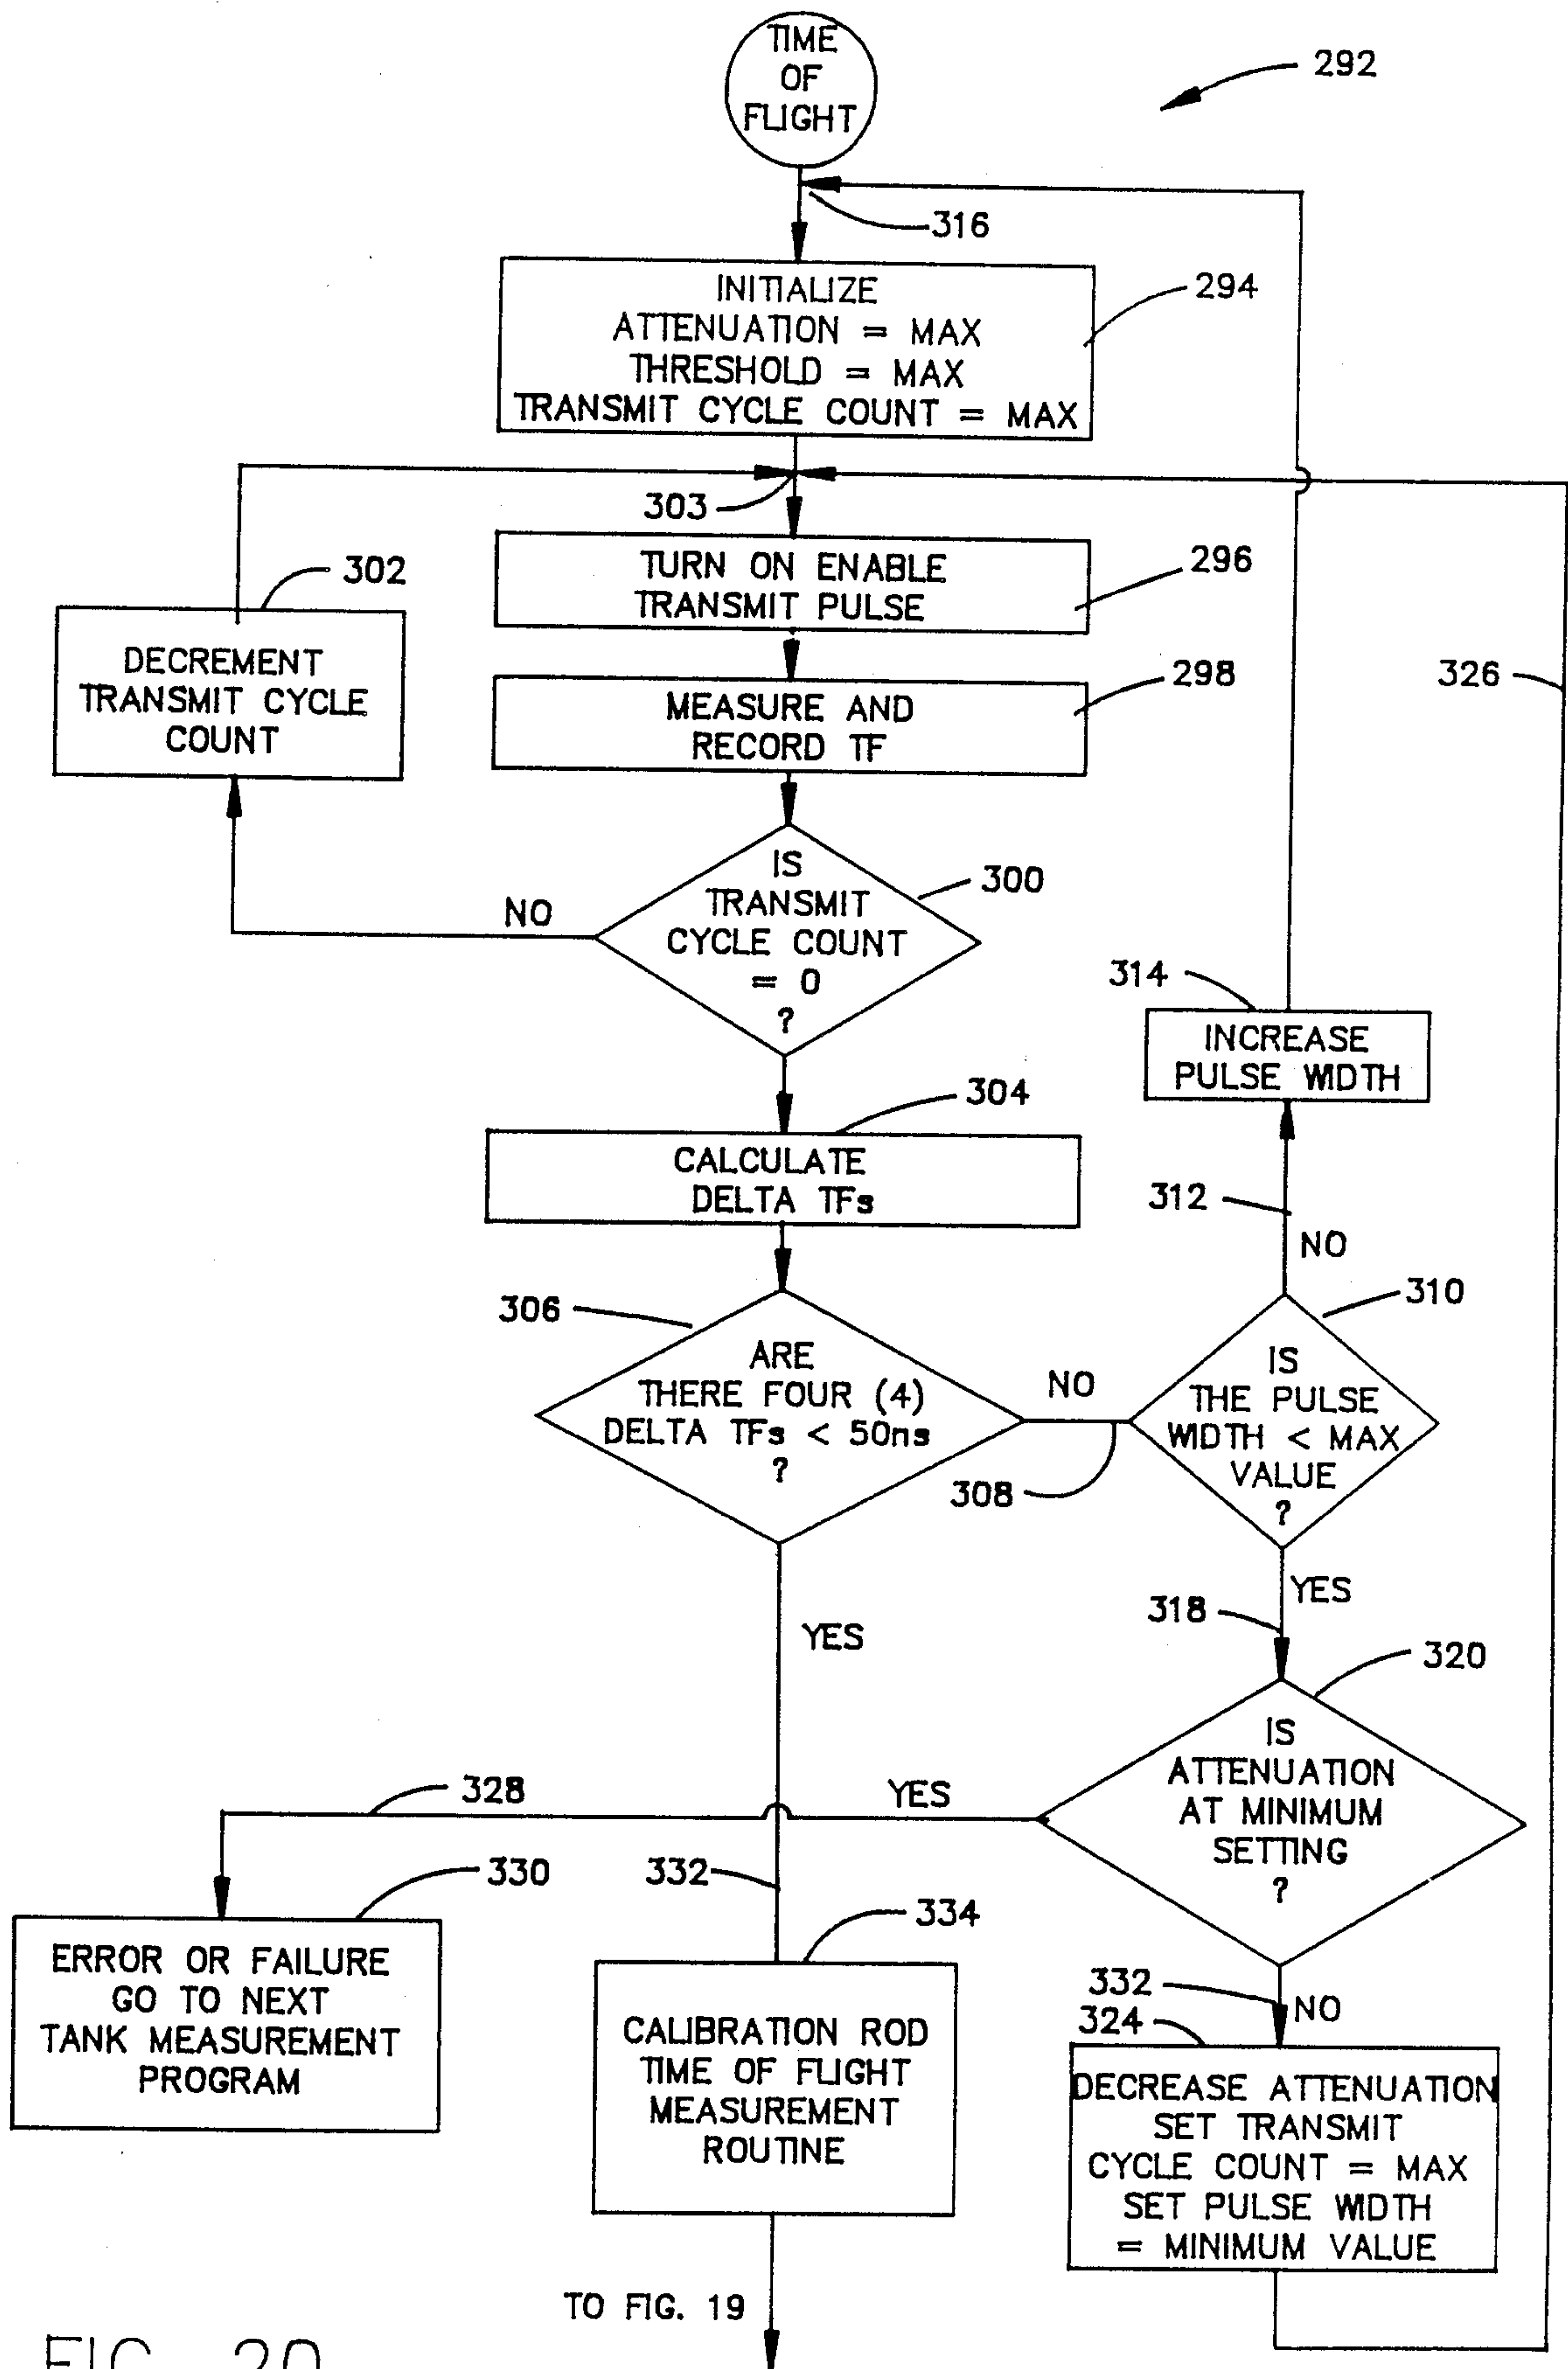 TIME
OF
FLIGHT
292
316
INITIALIZE
ATTENUATION = MAX
THRESHOLD = MAX
TRANSMIT CYCLE COUNT = MAX
294
303
TURN ON ENABLE
TRANSMIT PULSE
296
302
DECREMENT
TRANSMIT CYCLE
COUNT
MEASURE AND
RECORD TF
298
326
IS
TRANSMIT
CYCLE COUNT
= 0
?
300
NO
314
INCREASE
PULSE WIDTH
304
CALCULATE
DELTA TFs
312
NO
306
ARE
THERE FOUR (4)
DELTA TFs < 50ns
?
NO
308
310
IS
THE PULSE
WIDTH < MAX
VALUE
?
YES
318
YES
320
IS
ATTENUATION
AT MINIMUM
SETTING
?
YES
328
330
ERROR OR FAILURE
GO TO NEXT
TANK MEASUREMENT
PROGRAM
332
334
CALIBRATION ROD
TIME OF FLIGHT
MEASUREMENT
ROUTINE
332
NO
324
DECREASE ATTENUATION
SET TRANSMIT
CYCLE COUNT = MAX
SET PULSE WIDTH
= MINIMUM VALUE
TO FIG. 19
FIG. 20